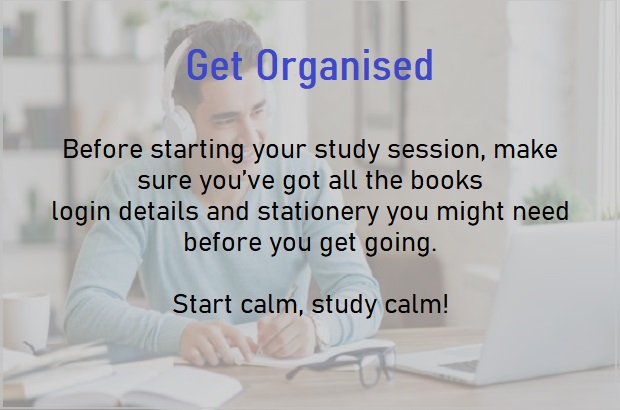 Get Organised
Before starting your study session, make
sure you’ve got all the books
login details and stationery you might need
before you get going.
Start calm, study calm!